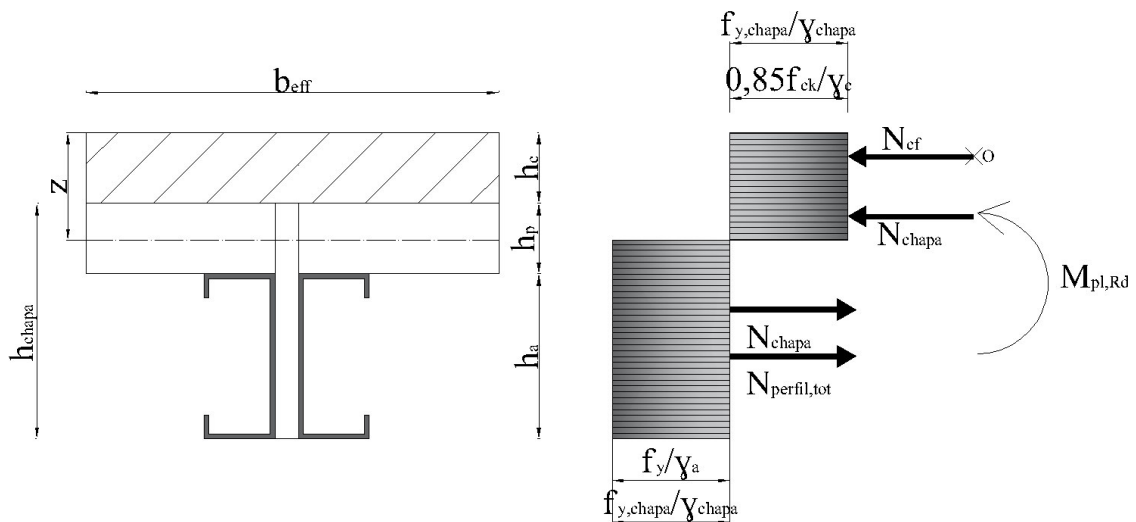 b_eff
z
h_chapa
h_c
h_p
h_a
f_y,chapa/γ_chapa
0,85f_ck/γ_c
N_cf
O
N_chapa
M_pl,Rd
N_chapa
N_perfil,tot
f_y/γ_a
f_y,chapa/γ_chapa